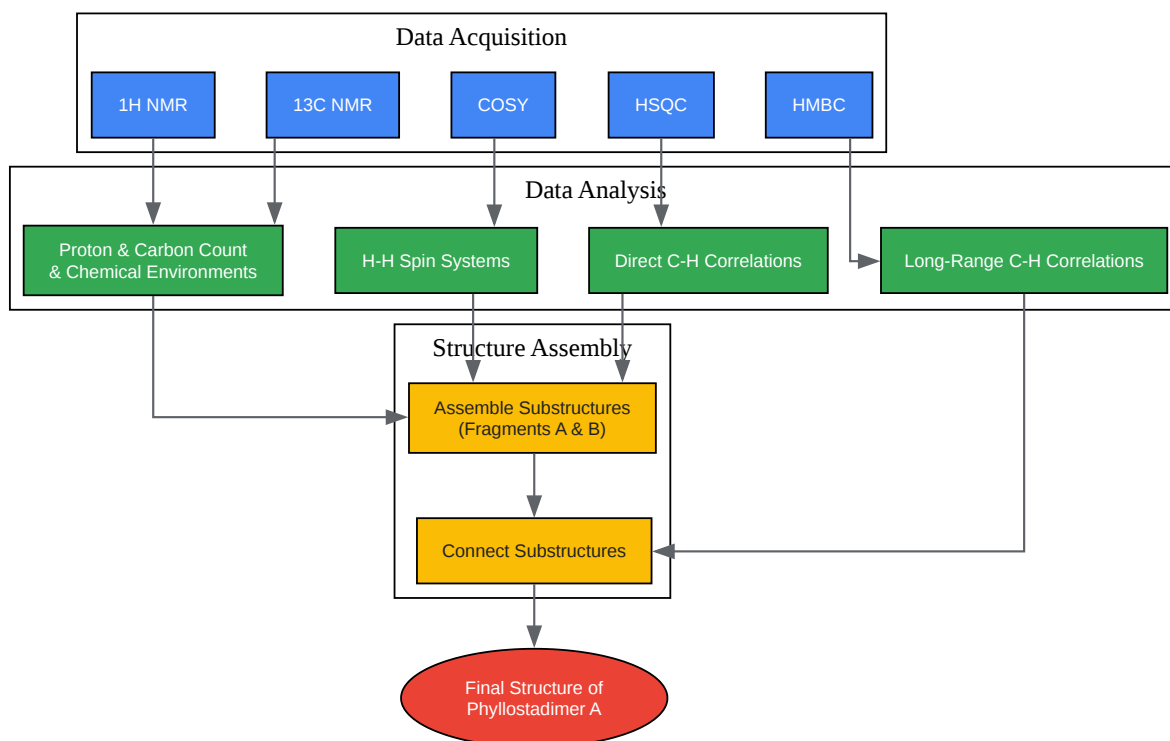 Data Acquisition
1H NMR
13C NMR
COSY
HSQC
HMBC
Data Analysis
Proton & Carbon Count
& Chemical Environments
H-H Spin Systems
Direct C-H Correlations
Long-Range C-H Correlations
Structure Assembly
Assemble Substructures
(Fragments A & B)
Connect Substructures
Final Structure of
Phyllostadimer A